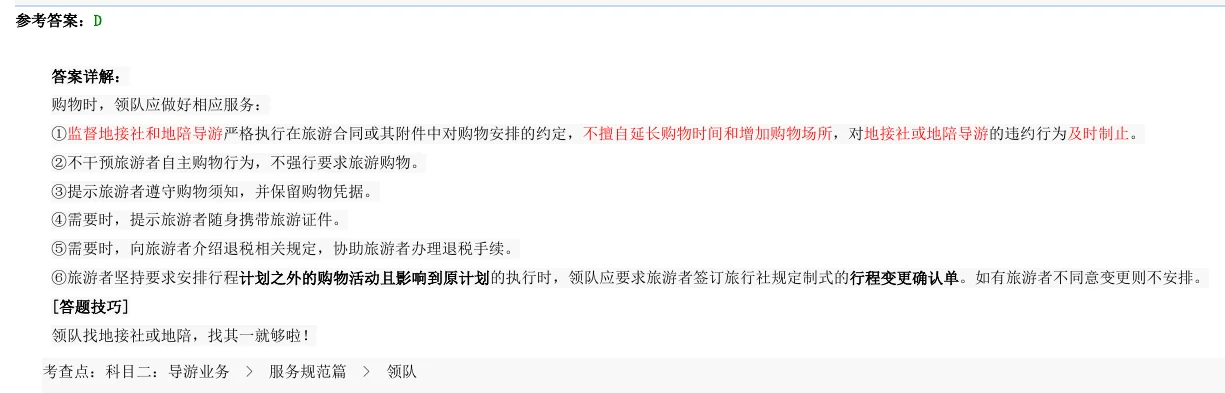 参考答案：D
答案详解：
购物时，领队应做好相应服务：
①监督地接社和地陪导游严格执行在旅游合同或其附件中对购物安排的约定，不擅自延长购物时间和增加购物场所，对地接社或地陪导游的违约行为及时制止。
②不干预旅游者自主购物行为，不强行要求旅游购物。
③提示旅游者遵守购物须知，并保留购物凭据。
④需要时，提示旅游者随身携带旅游证件。
⑤需要时，向旅游者介绍退税相关规定，协助旅游者办理退税手续。
⑥旅游者坚持要求安排行程计划之外的购物活动且影响到原计划的执行时，领队应要求旅游者签订旅行社规定制式的行程变更确认单。如有旅游者不同意变更则不安排。
[答题技巧]
领队找地接社或地陪，找其一就够啦！
考查点：科目二：导游业务 > 服务规范篇 > 领队